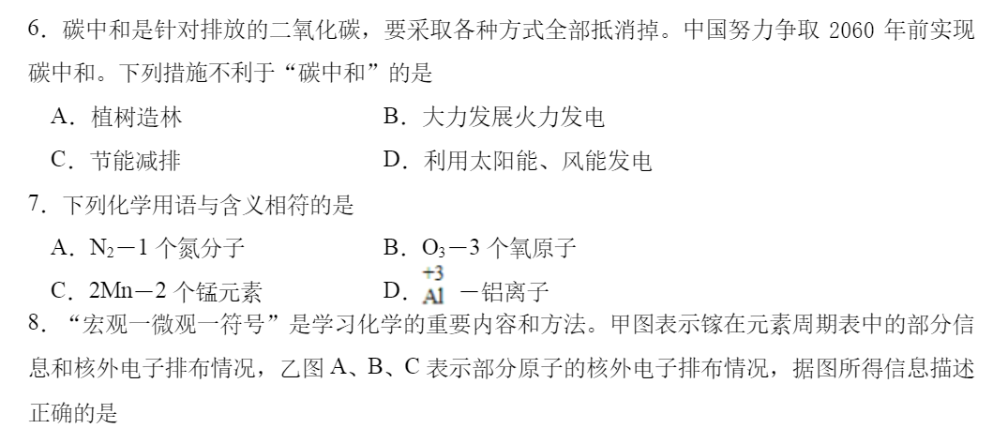 6．碳中和是针对排放的二氧化碳，要采取各种方式全部抵消掉。中国努力争取 2060 年前实现
碳中和。下列措施不利于“碳中和”的是
A．植树造林 B．大力发展火力发电
C．节能减排 D．利用太阳能、风能发电
7．下列化学用语与含义相符的是
A．N₂－1 个氮分子 B．O₃－3 个氧原子
+3
C．2Mn－2 个锰元素 D．Al －铝离子
8．“宏观一微观一符号”是学习化学的重要内容和方法。甲图表示镓在元素周期表中的部分信
息和核外电子排布情况，乙图 A、B、C 表示部分原子的核外电子排布情况，据图所得信息描述
正确的是